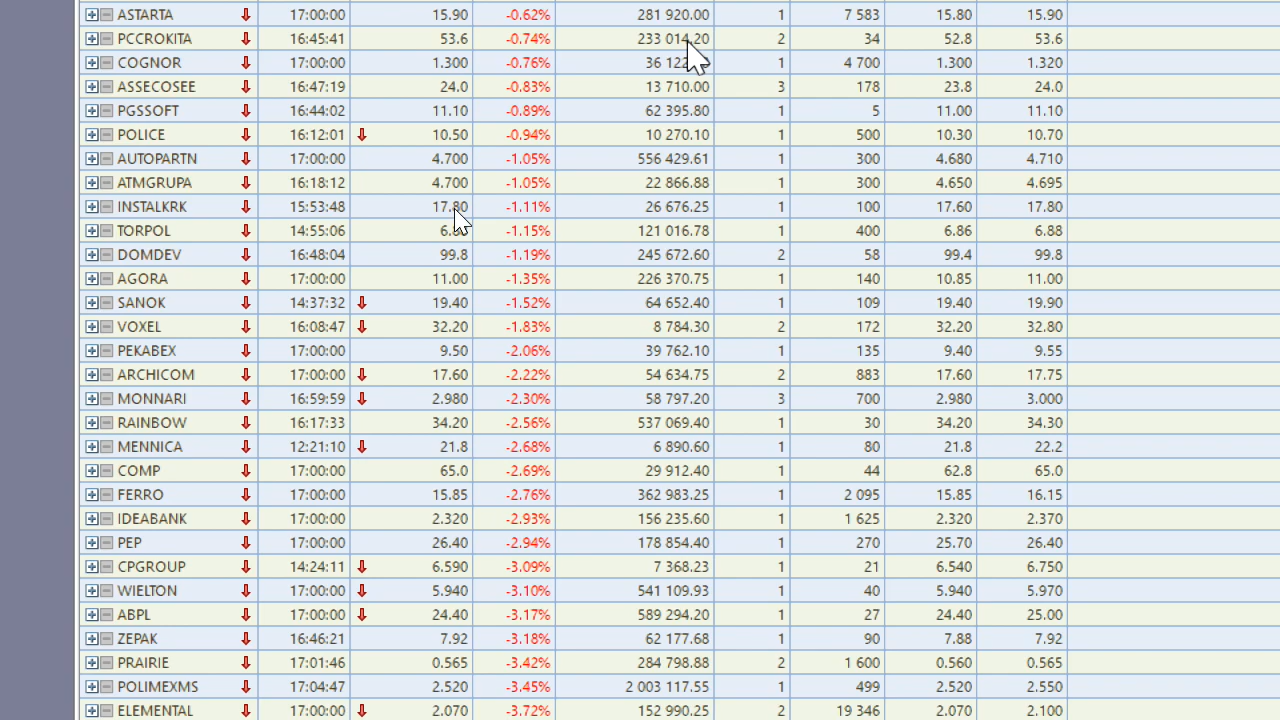 ASTARTA 17:00:00 15.90 -0.62% 281 920.00 1 7 583 15.80 15.90
PCCROKITA 16:45:41 53.6 -0.74% 233 014.20 2 34 52.8 53.6
COGNOR 17:00:00 1.300 -0.76% 36 122 1 4 700 1.300 1.320
ASSECOSEE 16:47:19 24.0 -0.83% 13 710.00 3 178 23.8 24.0
PGSSOFT 16:44:02 11.10 -0.89% 62 395.80 1 5 11.00 11.10
POLICE 16:12:01 10.50 -0.94% 10 270.10 1 500 10.30 10.70
AUTOPARTN 17:00:00 4.700 -1.05% 556 429.61 1 300 4.680 4.710
ATMGRUPA 16:18:12 4.700 -1.05% 22 866.88 1 300 4.650 4.695
INSTALKRK 15:53:48 17.80 -1.11% 26 676.25 1 100 17.60 17.80
TORPOL 14:55:06 -1.15% 121 016.78 1 400 6.86 6.88
DOMDEV 16:48:04 99.8 -1.19% 245 672.60 2 58 99.4 99.8
AGORA 17:00:00 11.00 -1.35% 226 370.75 1 140 10.85 11.00
SANOK 14:37:32 19.40 -1.52% 64 652.40 1 109 19.40 19.90
VOXEL 16:08:47 32.20 -1.83% 8 784.30 2 172 32.20 32.80
PEKABEX 17:00:00 9.50 -2.06% 39 762.10 1 135 9.40 9.55
ARCHICOM 17:00:00 17.60 -2.22% 54 634.75 2 883 17.60 17.75
MONNARI 16:59:59 2.980 -2.30% 58 797.20 3 700 2.980 3.000
RAINBOW 16:17:33 34.20 -2.56% 537 069.40 1 30 34.20 34.30
MENNICA 12:21:10 21.8 -2.68% 6 890.60 1 80 21.8 22.2
COMP 17:00:00 65.0 -2.69% 29 912.40 1 44 62.8 65.0
FERRO 17:00:00 15.85 -2.76% 362 983.25 1 2 095 15.85 16.15
IDEABANK 17:00:00 2.320 -2.93% 156 235.60 1 1 625 2.320 2.370
PEP 17:00:00 26.40 -2.94% 178 854.40 1 270 25.70 26.40
CPGROUP 14:24:11 6.590 -3.09% 7 368.23 1 21 6.540 6.750
WIELTON 17:00:00 5.940 -3.10% 541 109.93 1 40 5.940 5.970
ABPL 17:00:00 24.40 -3.17% 589 294.20 1 27 24.40 25.00
ZEPAK 16:46:21 7.92 -3.18% 62 177.68 1 90 7.88 7.92
PRAIRIE 17:01:46 0.565 -3.42% 284 798.88 2 1 600 0.560 0.565
POLIMEXMS 17:04:47 2.520 -3.45% 2 003 117.55 1 499 2.520 2.550
ELEMENTAL 17:00:00 2.070 -3.72% 152 990.25 2 19 346 2.070 2.100